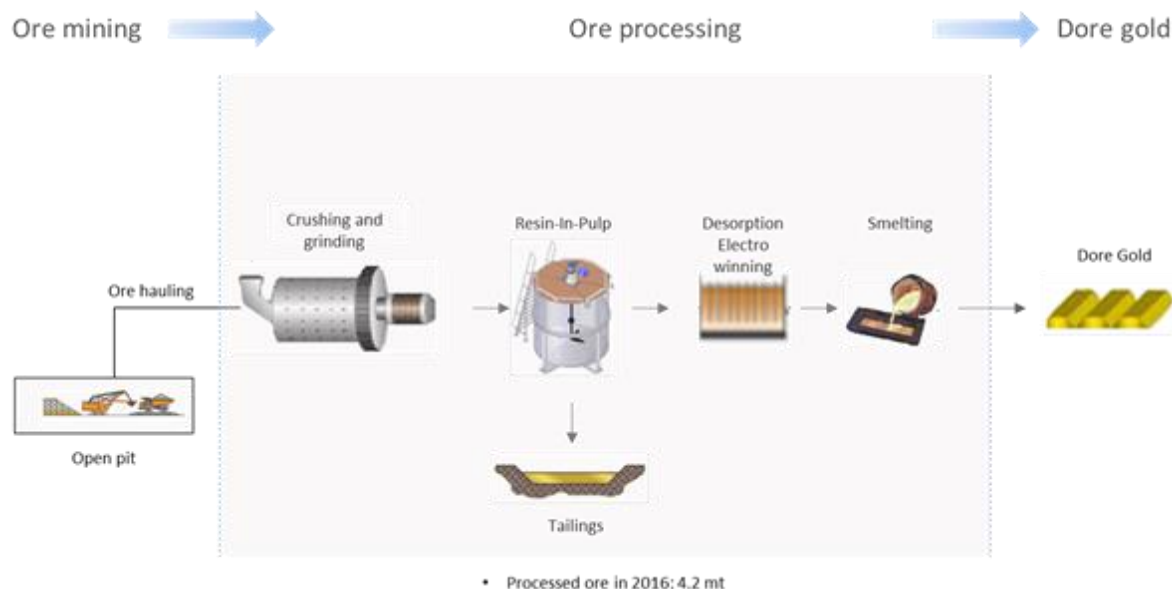 Ore mining
Ore processing
Dore gold
Crushing and
grinding
Resin-In-Pulp
Desorption
Electro
winning
Smelting
Dore Gold
Ore hauling
Open pit
Tailings
• Processed ore in 2016: 4.2 mt